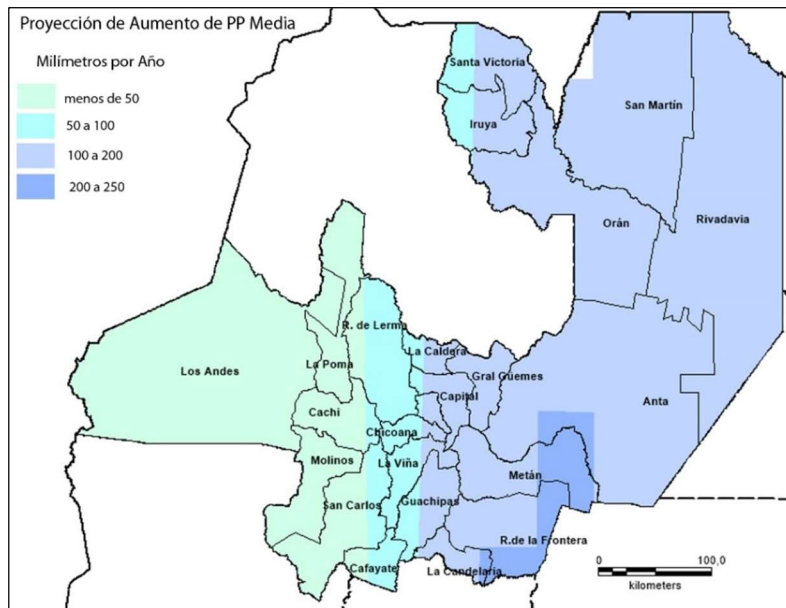 Proyección de Aumento de PP Media
Milímetros por Año
menos de 50
50 a 100
100 a 200
200 a 250
Santa Victoria
San Martín
Iruya
Orán
Rivadavia
R. de Lerma
La Caldera
Los Andes
La Poma
Gral Güemes
Capital
Anta
Cachi
Chicoana
Molinos
La Viña
Metán
San Carlos
Guachipas
R.de la Frontera
Cafayate
La Candelaria
0 100,0
kilometers